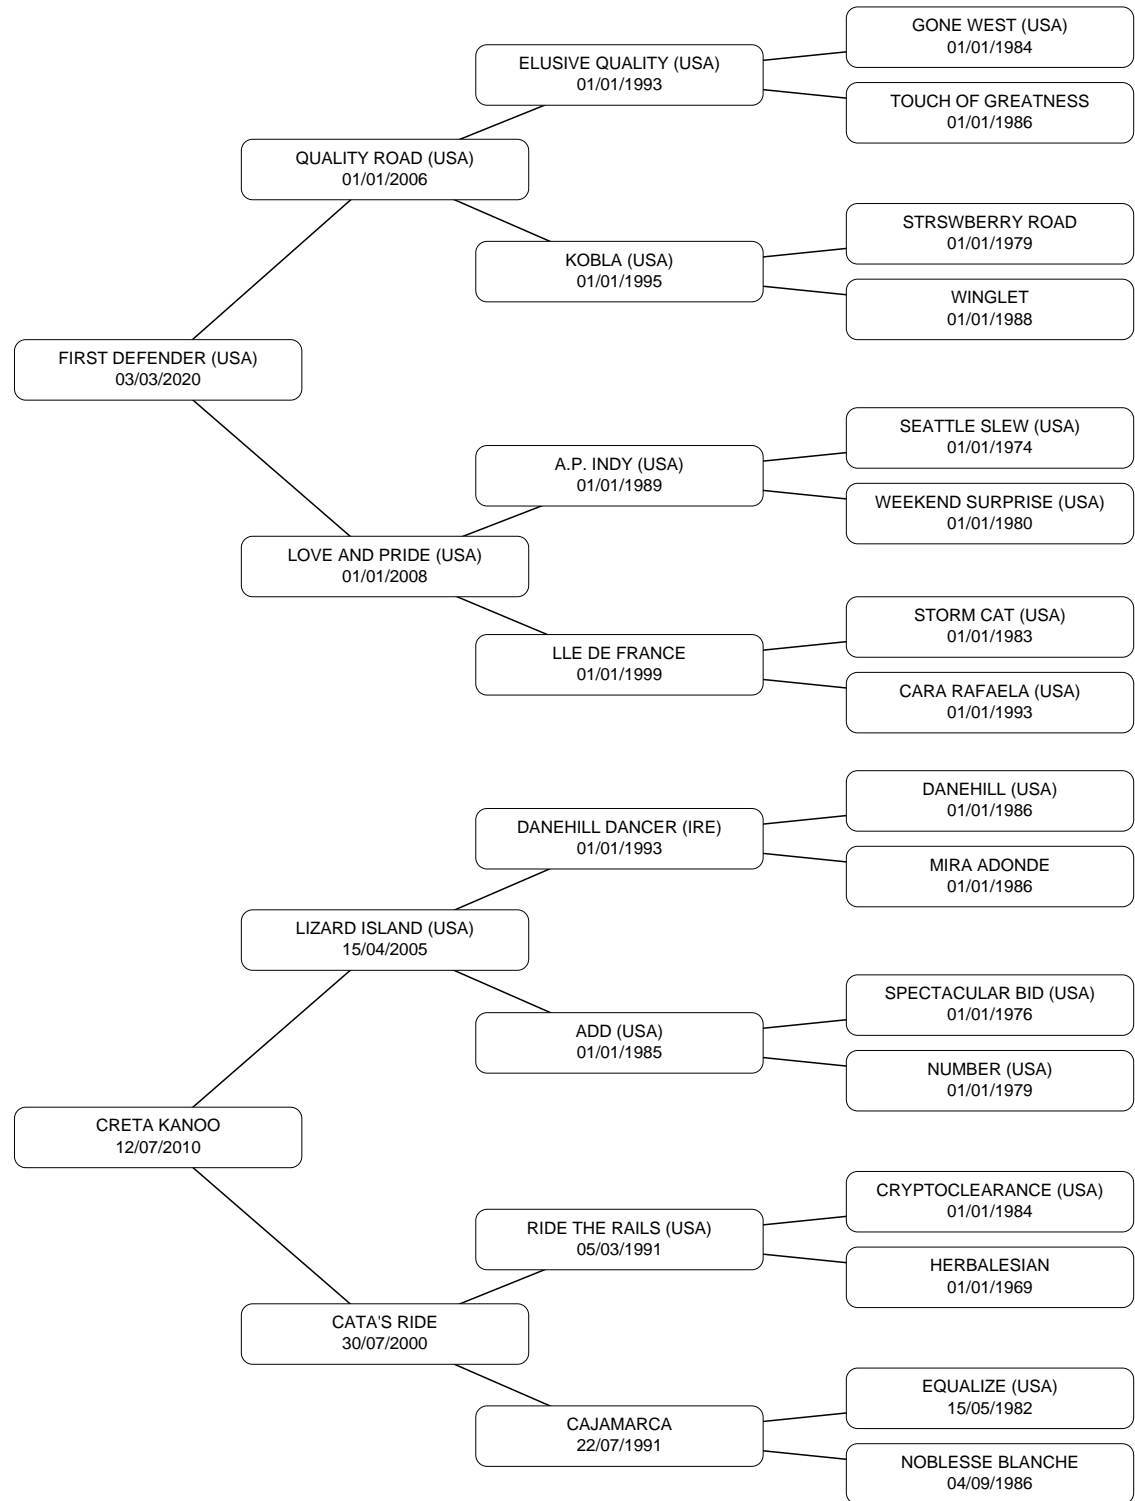 GONE WEST (USA)
01/01/1984
ELUSIVE QUALITY (USA)
01/01/1993
TOUCH OF GREATNESS
01/01/1986
QUALITY ROAD (USA)
01/01/2006
STRSWBERRY ROAD
01/01/1979
KOBLA (USA)
01/01/1995
WINGLET
01/01/1988
FIRST DEFENDER (USA)
03/03/2020
SEATTLE SLEW (USA)
01/01/1974
A.P. INDY (USA)
01/01/1989
WEEKEND SURPRISE (USA)
01/01/1980
LOVE AND PRIDE (USA)
01/01/2008
STORM CAT (USA)
01/01/1983
LLE DE FRANCE
01/01/1999
CARA RAFAELA (USA)
01/01/1993
DANEHILL (USA)
01/01/1986
DANEHILL DANCER (IRE)
01/01/1993
MIRA ADONDE
01/01/1986
LIZARD ISLAND (USA)
15/04/2005
SPECTACULAR BID (USA)
01/01/1976
ADD (USA)
01/01/1985
NUMBER (USA)
01/01/1979
CRETA KANOO
12/07/2010
CRYPTOCLEARANCE (USA)
01/01/1984
RIDE THE RAILS (USA)
05/03/1991
HERBALESIAN
01/01/1969
CATA'S RIDE
30/07/2000
EQUALIZE (USA)
15/05/1982
CAJAMARCA
22/07/1991
NOBLESSE BLANCHE
04/09/1986